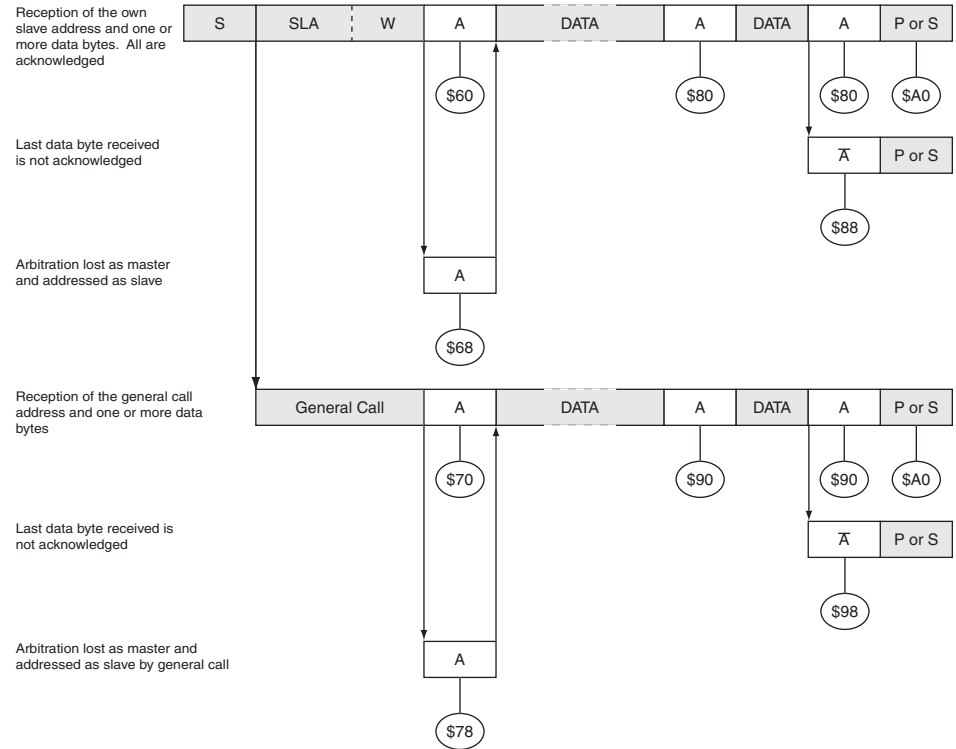 Reception of the own
slave address and one or
more data bytes. All are
acknowledged
S SLA W A DATA A DATA A P or S
$60 $80 $80 $A0
Last data byte received
is not acknowledged
A̅ P or S
$88
Arbitration lost as master
and addressed as slave
A
$68
Reception of the general call
address and one or more data
bytes
General Call A DATA A DATA A P or S
$70 $90 $90 $A0
Last data byte received is
not acknowledged
A̅ P or S
$98
Arbitration lost as master and
addressed as slave by general call
A
$78